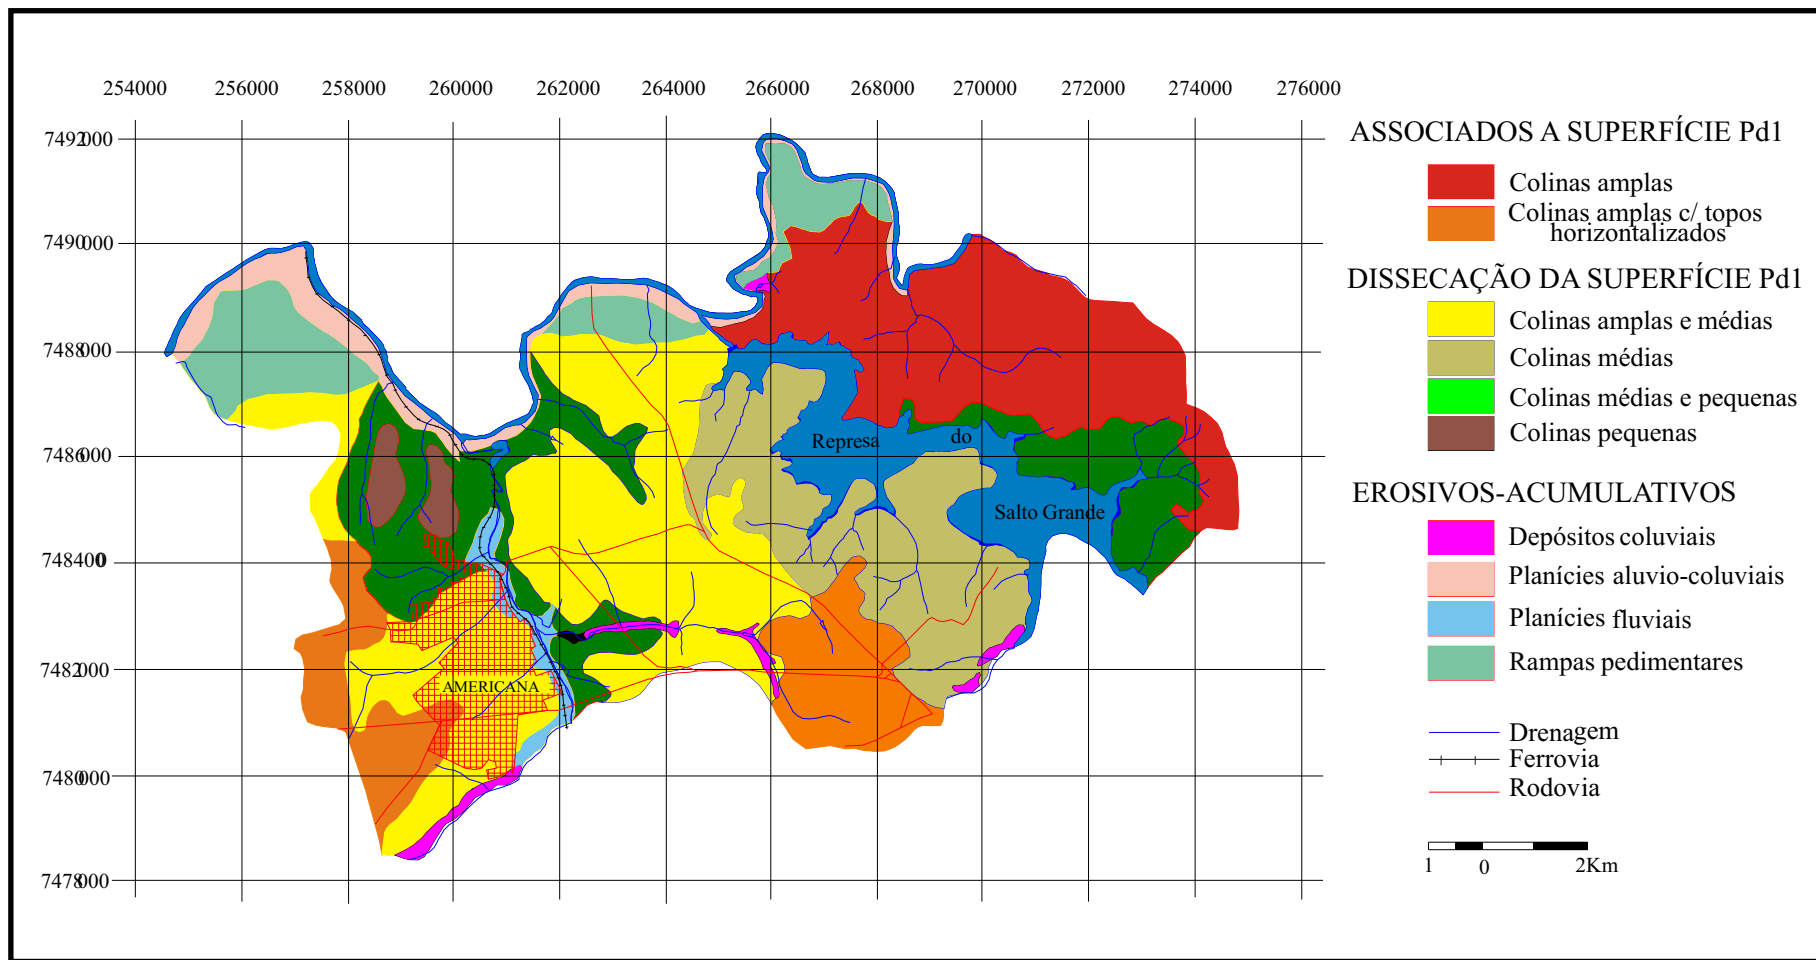 254000 256000 258000 260000 262000 264000 266000 268000 270000 272000 274000 276000
7492000
7490000
7488000
7486000
7484000
7482000
7480000
7478000
Represa do
Salto Grande
AMERICANA
ASSOCIADOS A SUPERFÍCIE Pd1
Colinas amplas
Colinas amplas c/ topos
horizontalizados
DISSECAÇÃO DA SUPERFÍCIE Pd1
Colinas amplas e médias
Colinas médias
Colinas médias e pequenas
Colinas pequenas
EROSIVOS-ACUMULATIVOS
Depósitos coluviais
Planícies aluvio-coluviais
Planícies fluviais
Rampas pedimentares
Drenagem
Ferrovia
Rodovia
1 0 2Km